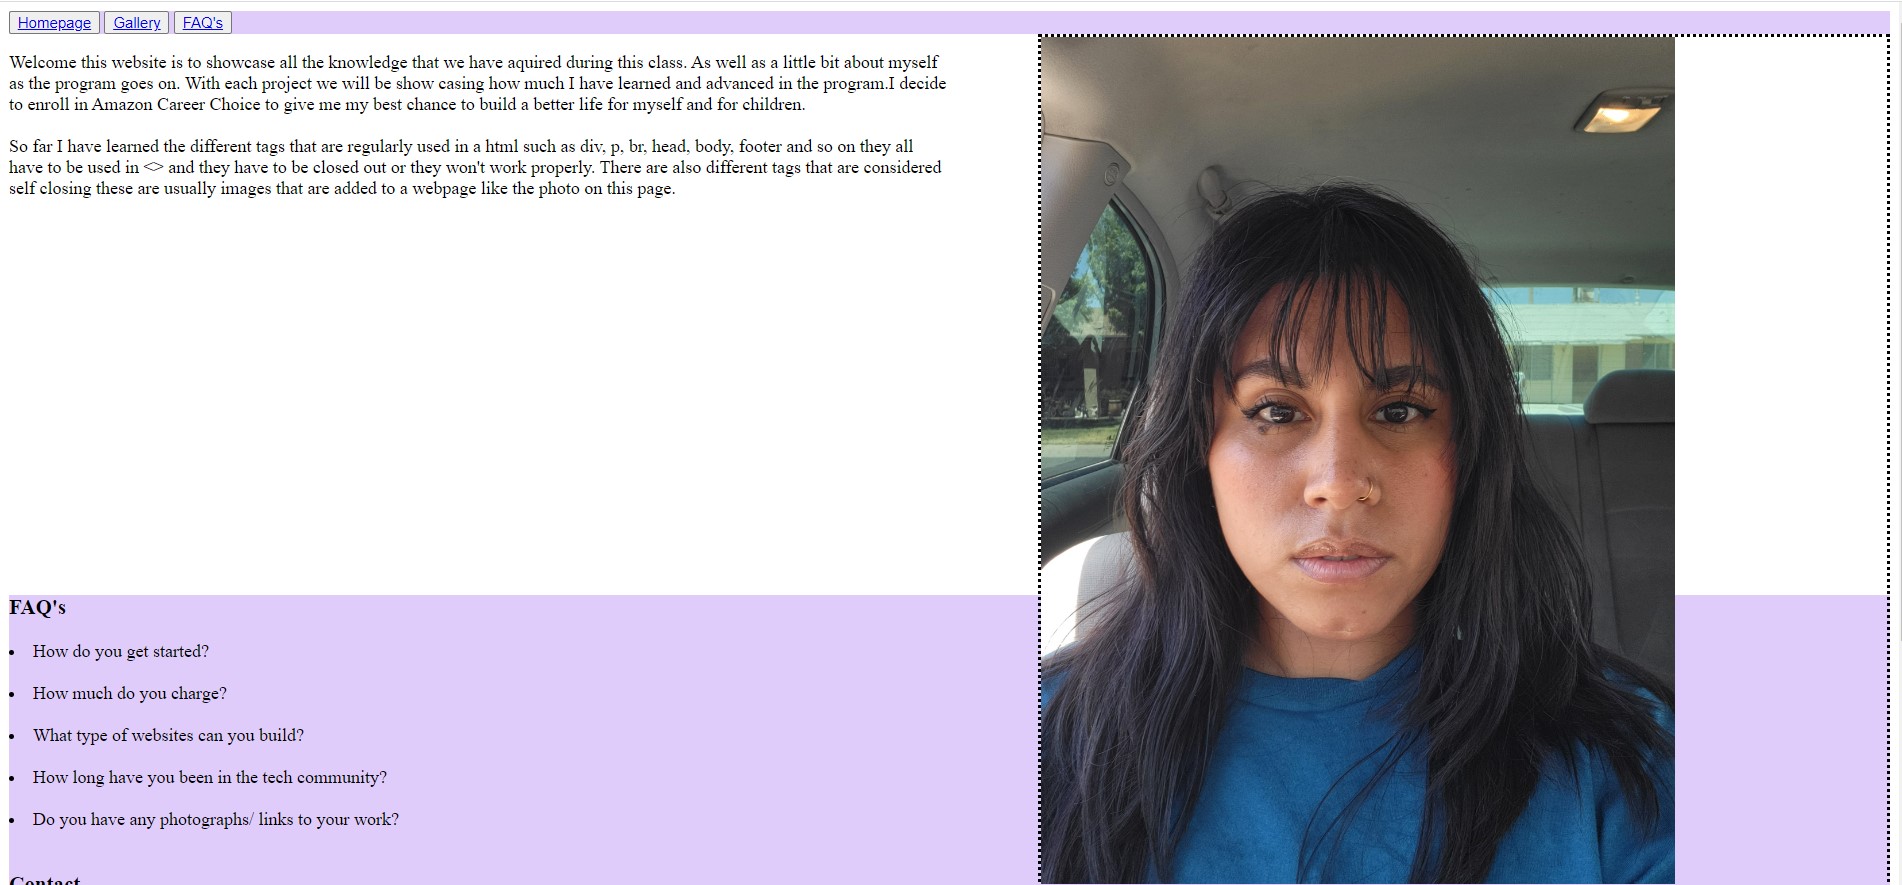 Homepage Gallery FAQ's
Welcome this website is to showcase all the knowledge that we have aquired during this class. As well as a little bit about myself
as the program goes on. With each project we will be show casing how much I have learned and advanced in the program.I decide
to enroll in Amazon Career Choice to give me my best chance to build a better life for myself and for children.
So far I have learned the different tags that are regularly used in a html such as div, p, br, head, body, footer and so on they all
have to be used in <> and they have to be closed out or they won't work properly. There are also different tags that are considered
self closing these are usually images that are added to a webpage like the photo on this page.
FAQ's
How do you get started?
How much do you charge?
What type of websites can you build?
How long have you been in the tech community?
Do you have any photographs/ links to your work?
Contact